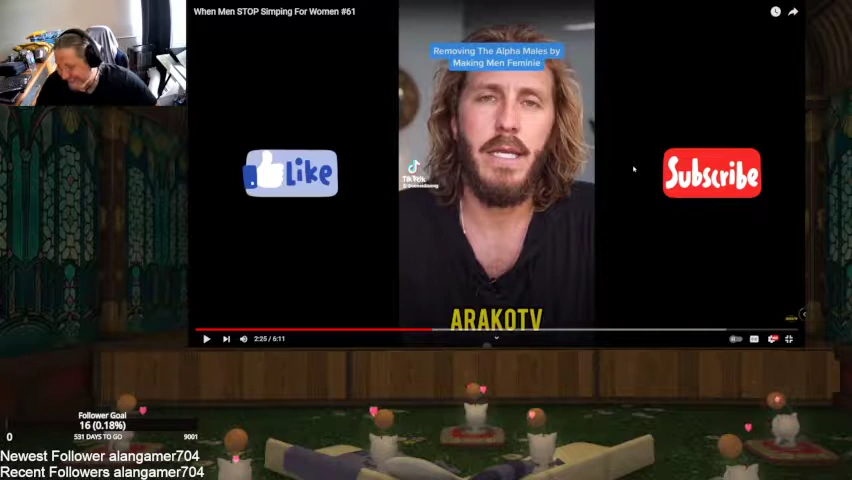 When Men STOP Simping For Women #61
Removing The Alpha Males by
Making Men Feminie
Like
TikTok
Subscribe
ARAKOTV
2:25 / 6:11
Follower Goal
16 (0.18%)
0
531 DAYS TO GO
9001
Newest Follower alangamer704
Recent Followers alangamer704